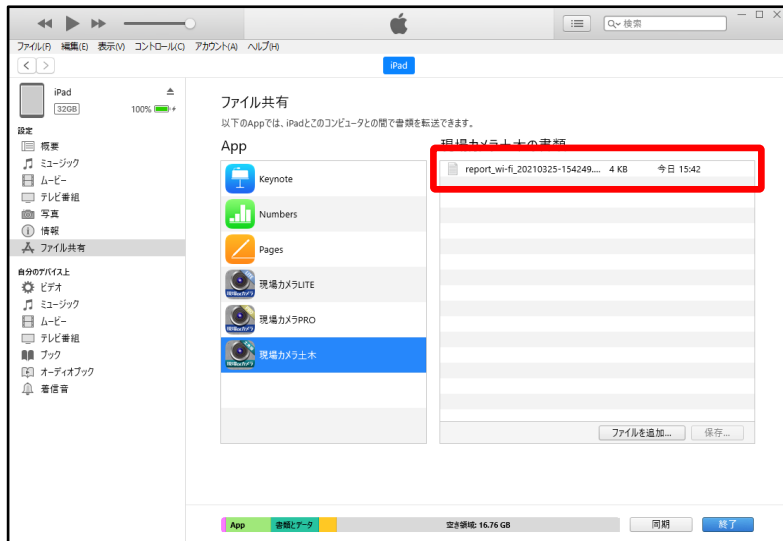 検索
ファイル(F) 編集(E) 表示(V) コントロール(C) アカウント(A) ヘルプ(H)
iPad
iPad
32GB 100%
設定
概要
ミュージック
ムービー
テレビ番組
写真
情報
ファイル共有
自分のデバイス上
ビデオ
ミュージック
ムービー
テレビ番組
ブック
オーディオブック
着信音
ファイル共有
以下のAppでは、iPadとこのコンピュータとの間で書類を転送できます。
App
Keynote
Numbers
Pages
現場カメラLITE
現場カメラPRO
現場カメラ土木
現場カメラ土木の書類
report_wi-fi_20210325-154249.... 4 KB 今日 15:42
ファイルを追加... 保存...
App 書類とデータ 空き領域: 16.76 GB 同期 終了